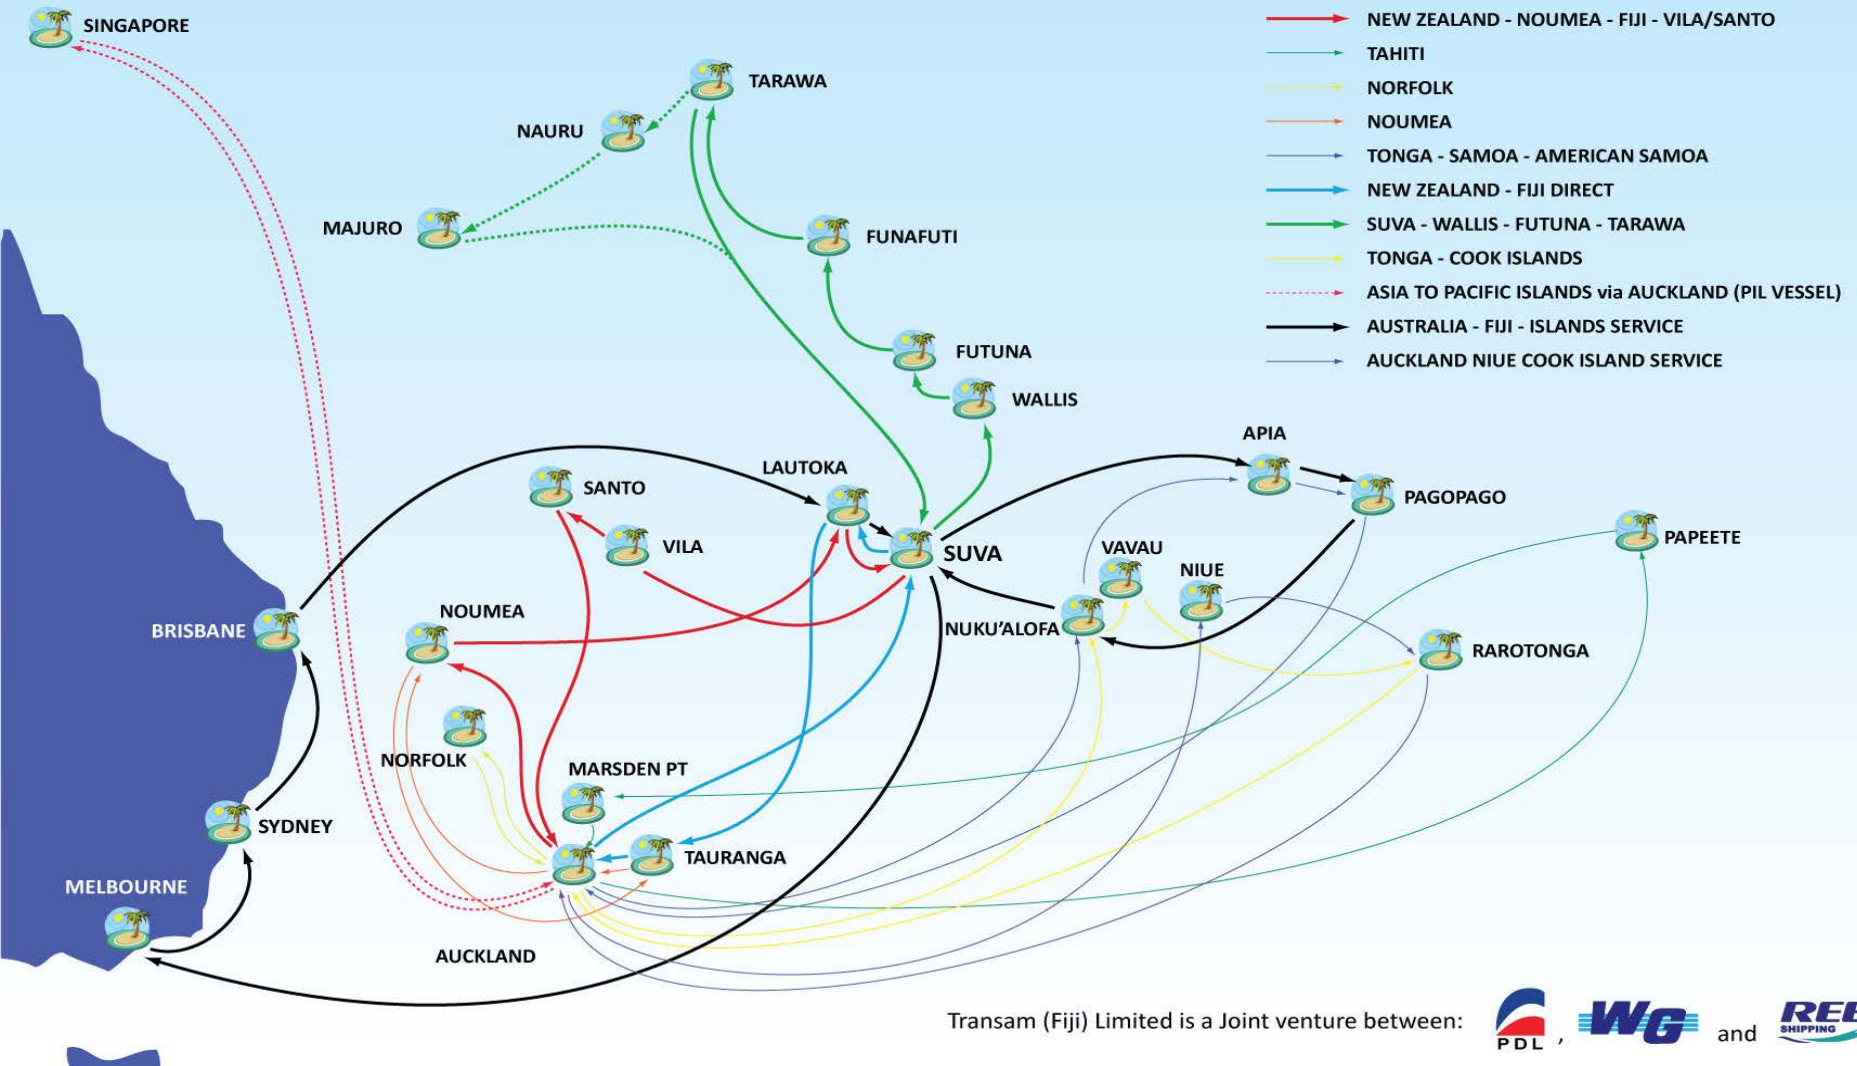 SINGAPORE
NEW ZEALAND - NOUMEA - FIJI - VILA/SANTO
TAHITI
NORFOLK
NOUMEA
TONGA - SAMOA - AMERICAN SAMOA
NEW ZEALAND - FIJI DIRECT
SUVA - WALLIS - FUTUNA - TARAWA
TONGA - COOK ISLANDS
ASIA TO PACIFIC ISLANDS via AUCKLAND (PIL VESSEL)
AUSTRALIA - FIJI - ISLANDS SERVICE
AUCKLAND NIUE COOK ISLAND SERVICE
TARAWA
NAURU
MAJURO
FUNAFUTI
FUTUNA
WALLIS
APIA
LAUTOKA
SANTO
PAGOPAGO
VILA
SUVA
VAVAU
PAPEETE
NIUE
NOUMEA
BRISBANE
NUKU'ALOFA
RAROTONGA
NORFOLK
MARSDEN PT
SYDNEY
TAURANGA
MELBOURNE
AUCKLAND
Transam (Fiji) Limited is a Joint venture between:
PDL , WG and
SHIPPING